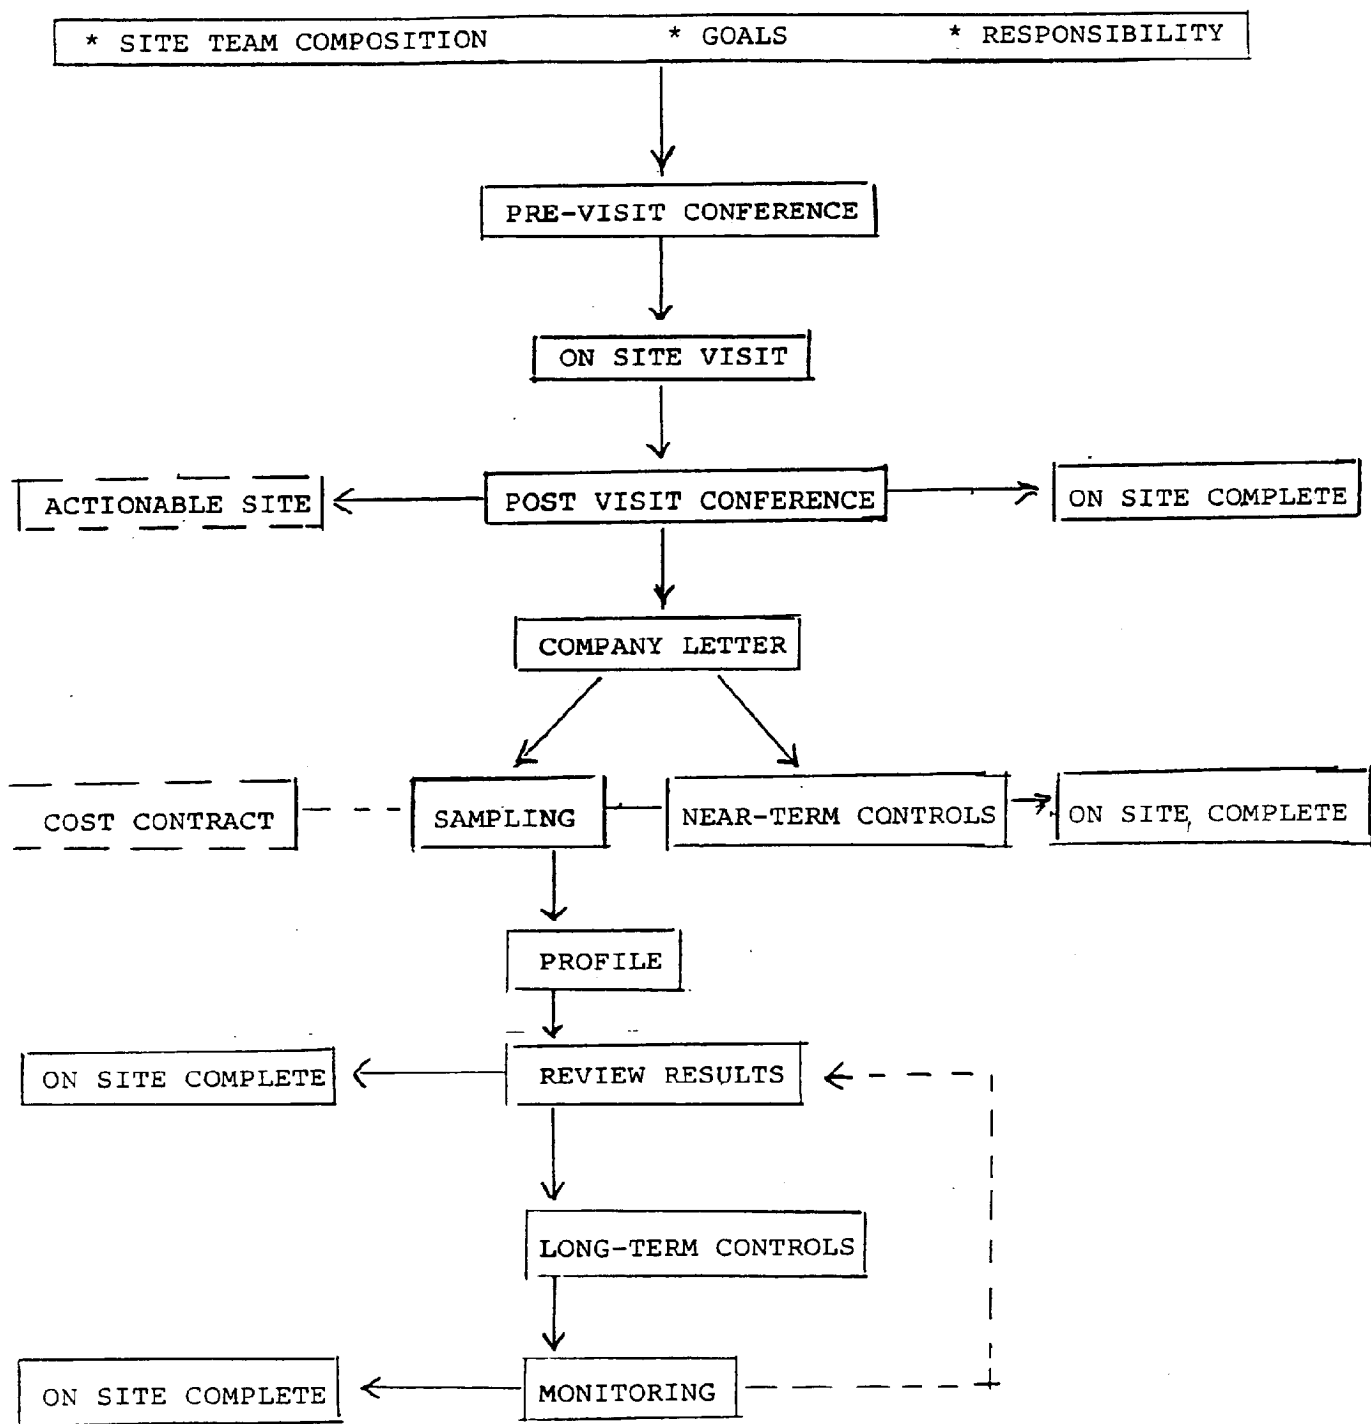 * SITE TEAM COMPOSITION * GOALS * RESPONSIBILITY
PRE-VISIT CONFERENCE
ON SITE VISIT
ACTIONABLE SITE
POST VISIT CONFERENCE
ON SITE COMPLETE
COMPANY LETTER
COST CONTRACT
SAMPLING
NEAR-TERM CONTROLS
ON SITE COMPLETE
PROFILE
ON SITE COMPLETE
REVIEW RESULTS
LONG-TERM CONTROLS
ON SITE COMPLETE
MONITORING